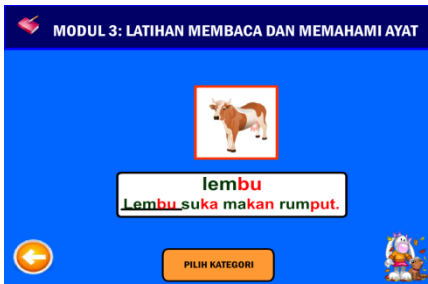 MODUL 3: LATIHAN MEMBACA DAN MEMAHAMI AYAT
lembu
Lembu suka makan rumput.
PILIH KATEGORI